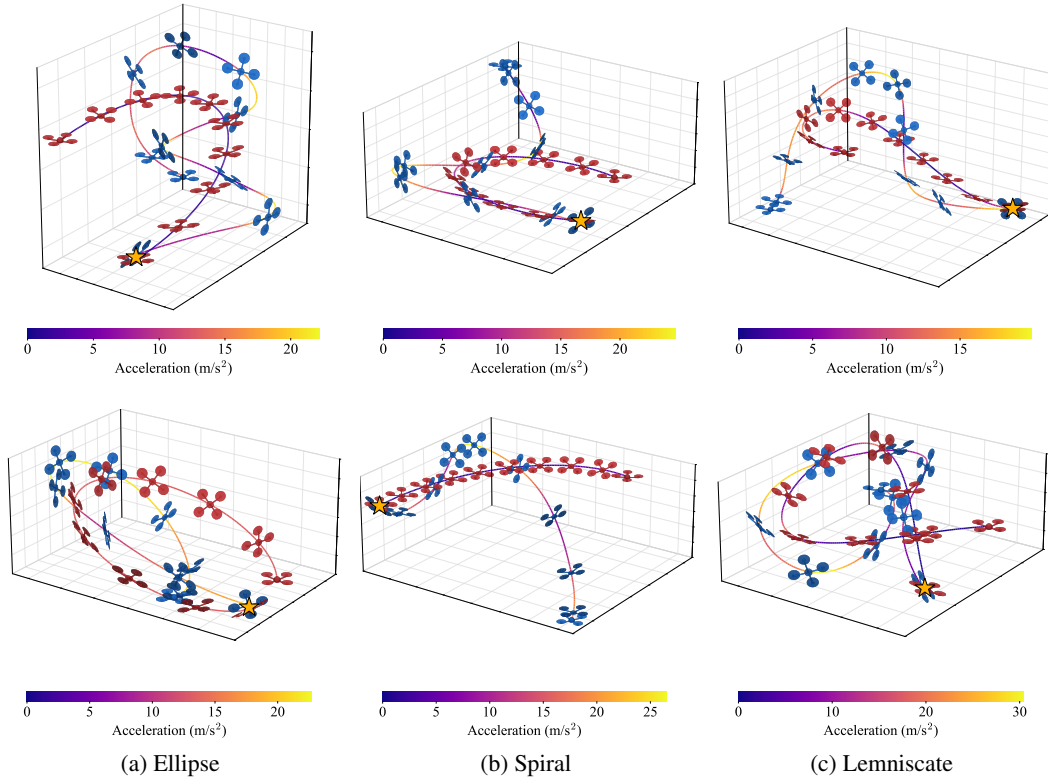 0 5 10 15 20
Acceleration (m/s²)
0 5 10 15 20
Acceleration (m/s²)
0 5 10 15
Acceleration (m/s²)
0 5 10 15 20
Acceleration (m/s²)
0 5 10 15 20 25
Acceleration (m/s²)
0 10 20 30
Acceleration (m/s²)
(a) Ellipse
(b) Spiral
(c) Lemniscate